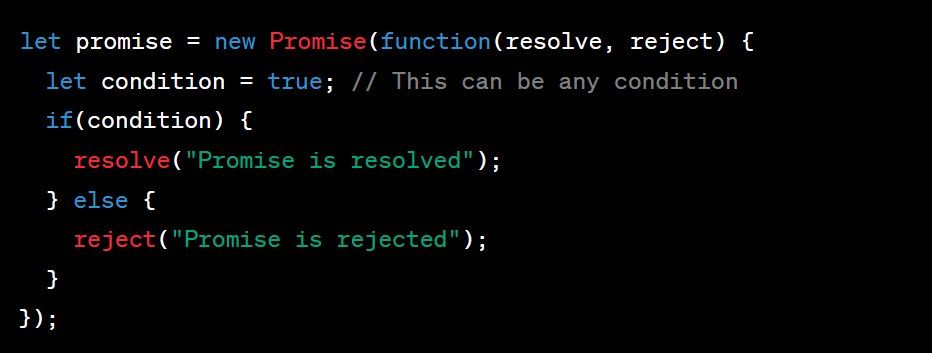 let promise = new Promise(function(resolve, reject) {
  let condition = true; // This can be any condition
  if(condition) {
    resolve("Promise is resolved");
  } else {
    reject("Promise is rejected");
  }
});